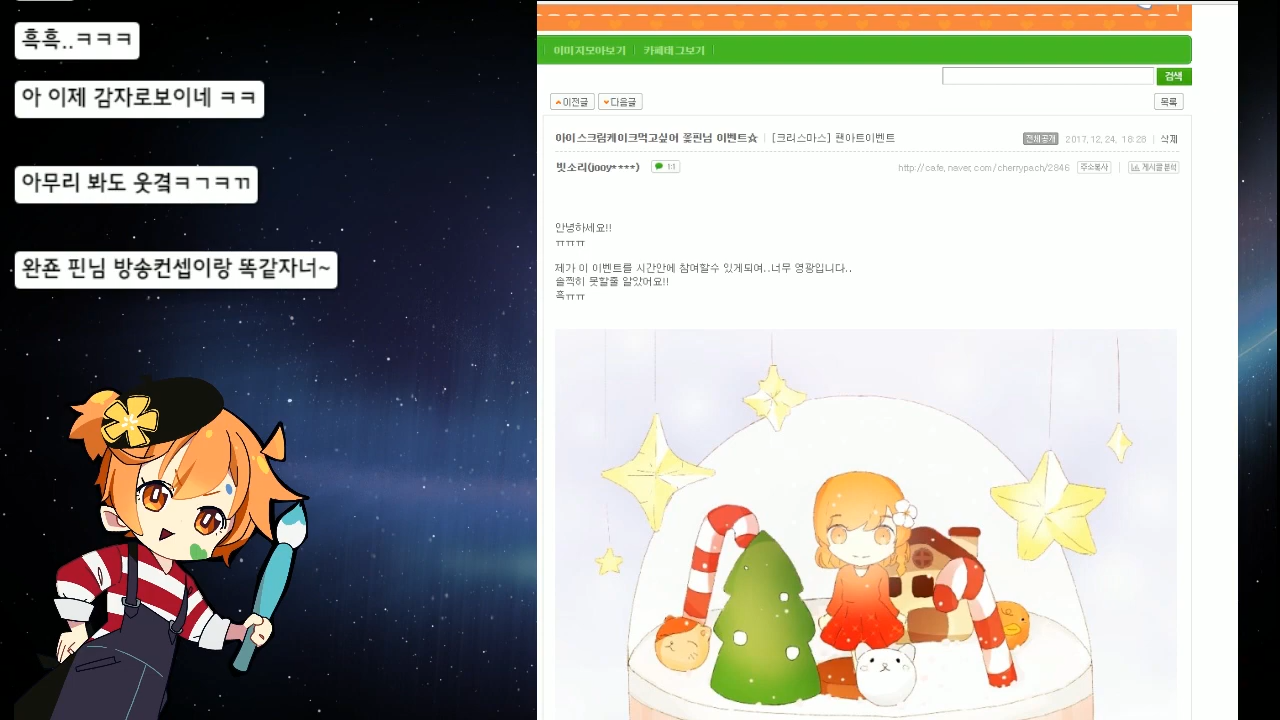 흑흑..ㅋㅋㅋ
아 이제 감자로보이네 ㅋㅋ
아무리 봐도 웃겤ㅋㄱㅋㄲ
완죤 핀님 방송컨셉이랑 똑같자너~
이미지모아보기 카페태그보기
검색
이전글 다음글 목록
아이스크림케이크먹고싶어 꽃핀님 이벤트☆ [크리스마스] 팬아트이벤트 전체공개 2017.12.24. 18:28 삭제
빗소리(jooy****) 1:1 http://cafe.naver.com/cherrypach/2846 주소복사 게시글 분석
안녕하세요!!
ㅠㅠㅠ
제가 이 이벤트를 시간안에 참여할수 있게되여..너무 영광입니다..
솔찍히 못할줄 알았어요!!
흑ㅠㅠㅠ